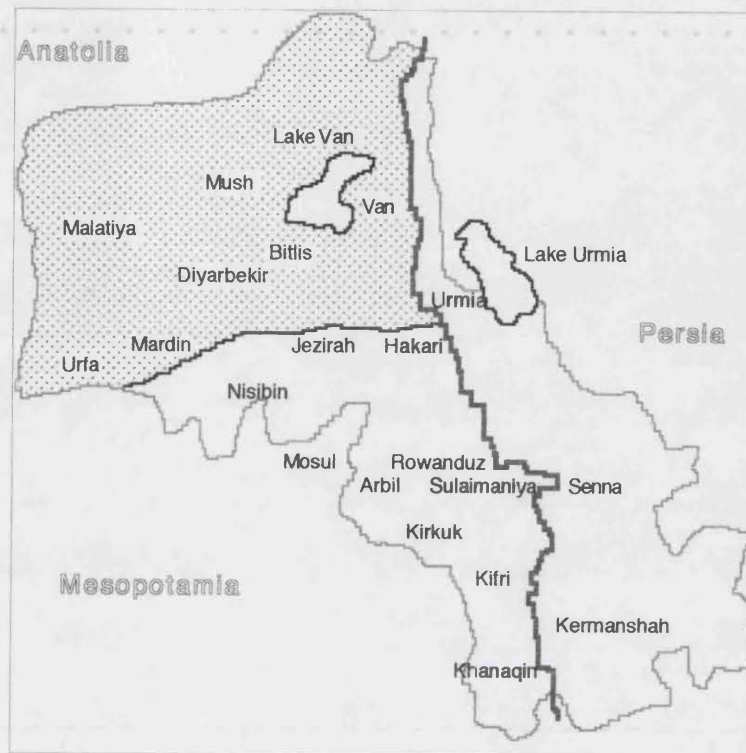 Anatolia
Lake Van
Mush
Van
Malatiya
Bitlis
Lake Urmia
Diyarbekir
Urmia
Persia
Mardin
Jezirah
Hakari
Urfa
Nisibin
Mosul
Rowanduz
Arbil
Sulaimaniya
Senna
Kirkuk
Mesopotamia
Kifri
Kermanshah
Khanaqin